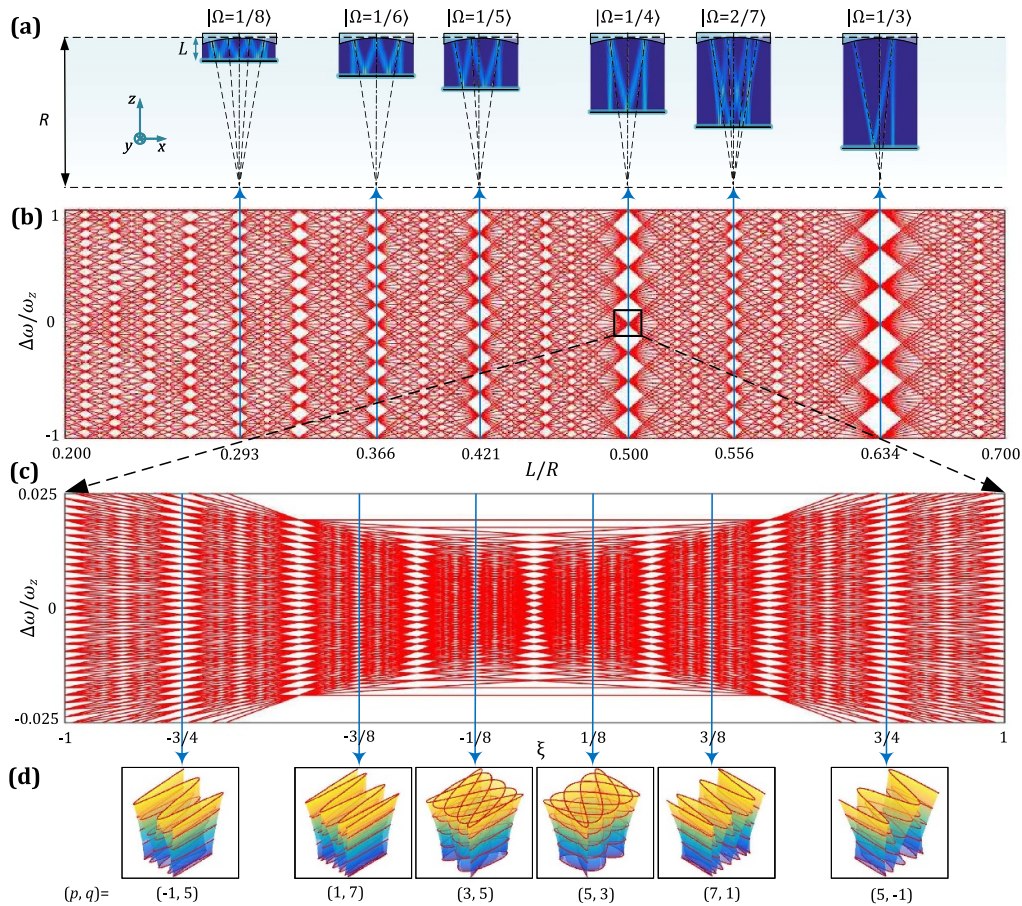 (a)
|Ω=1/8⟩ |Ω=1/6⟩ |Ω=1/5⟩ |Ω=1/4⟩ |Ω=2/7⟩ |Ω=1/3⟩
L
R
z
y x
(b)
1
0
-1
Δω/ω_z
0.200 0.293 0.366 0.421 0.500 0.556 0.634 0.700
L/R
(c)
0.025
0
-0.025
Δω/ω_z
-1 -3/4 -3/8 -1/8 1/8 3/8 3/4 1
ξ
(d)
(p, q)= (-1, 5) (1, 7) (3, 5) (5, 3) (7, 1) (5, -1)